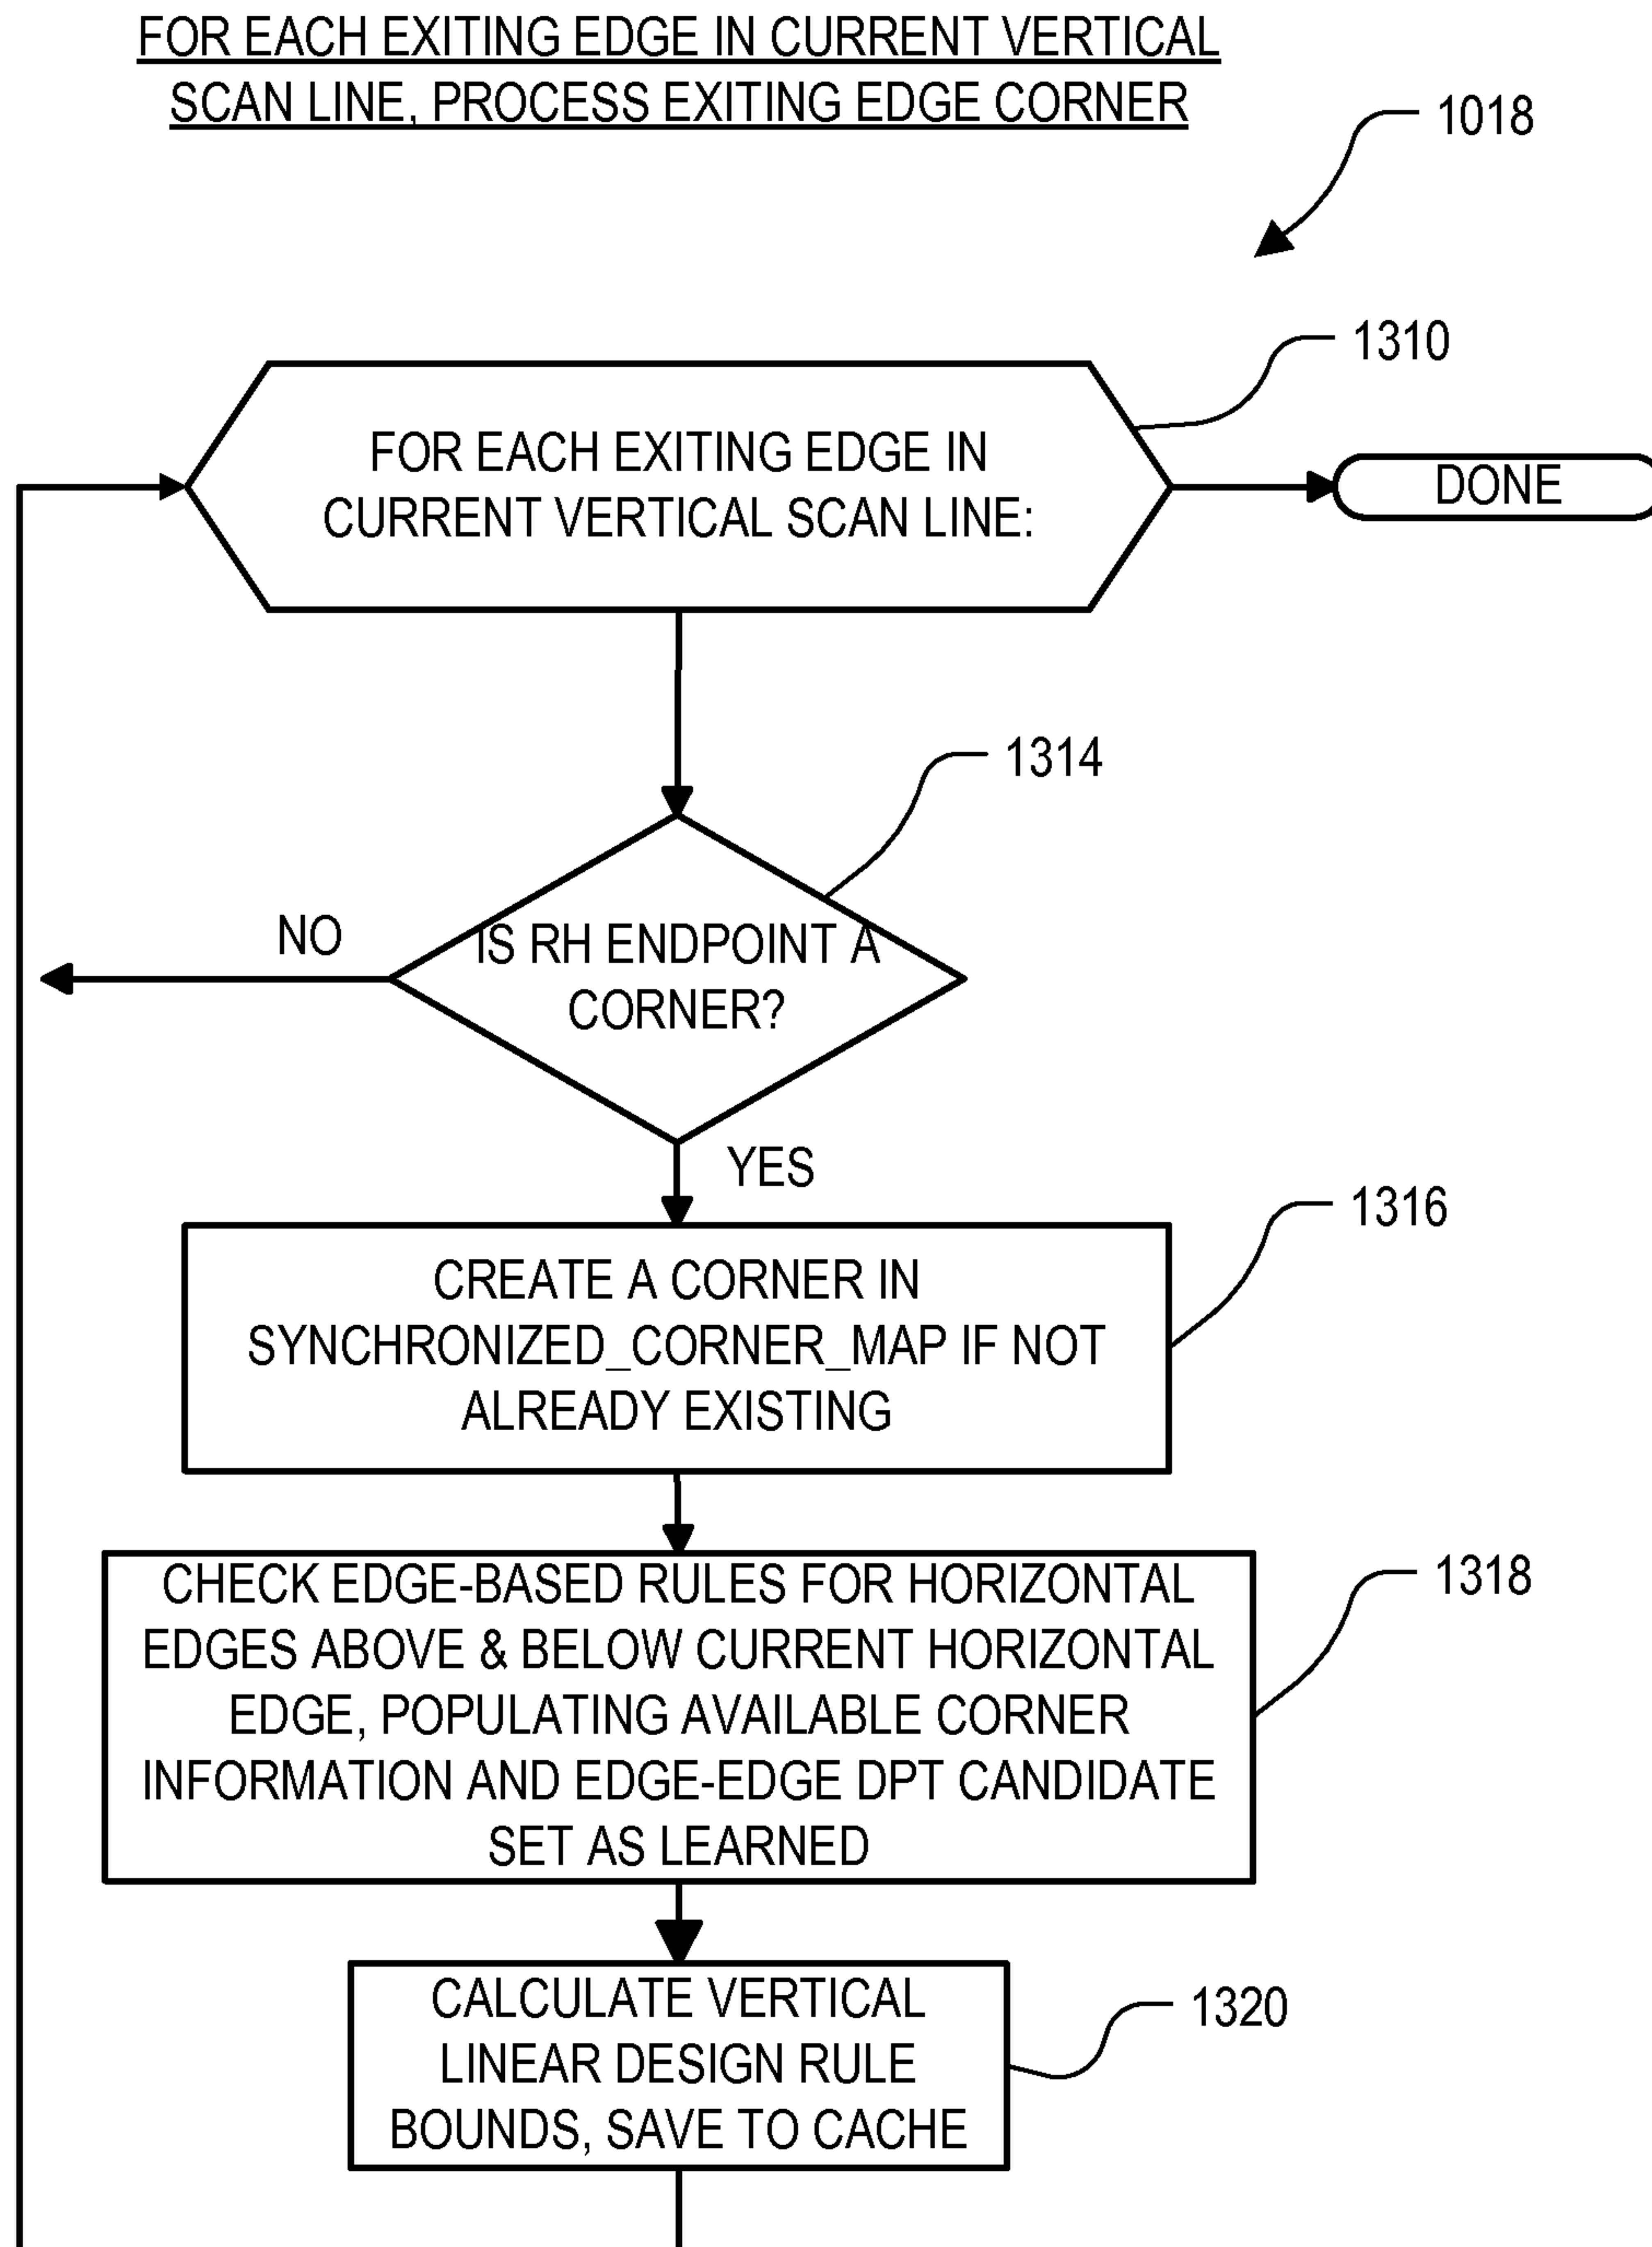 FOR EACH EXITING EDGE IN CURRENT VERTICAL
SCAN LINE, PROCESS EXITING EDGE CORNER
1018
1310
FOR EACH EXITING EDGE IN
CURRENT VERTICAL SCAN LINE:
DONE
1314
NO
IS RH ENDPOINT A
CORNER?
YES
1316
CREATE A CORNER IN
SYNCHRONIZED_CORNER_MAP IF NOT
ALREADY EXISTING
CHECK EDGE-BASED RULES FOR HORIZONTAL
EDGES ABOVE & BELOW CURRENT HORIZONTAL
EDGE, POPULATING AVAILABLE CORNER
INFORMATION AND EDGE-EDGE DPT CANDIDATE
SET AS LEARNED
1318
CALCULATE VERTICAL
LINEAR DESIGN RULE
BOUNDS, SAVE TO CACHE
1320